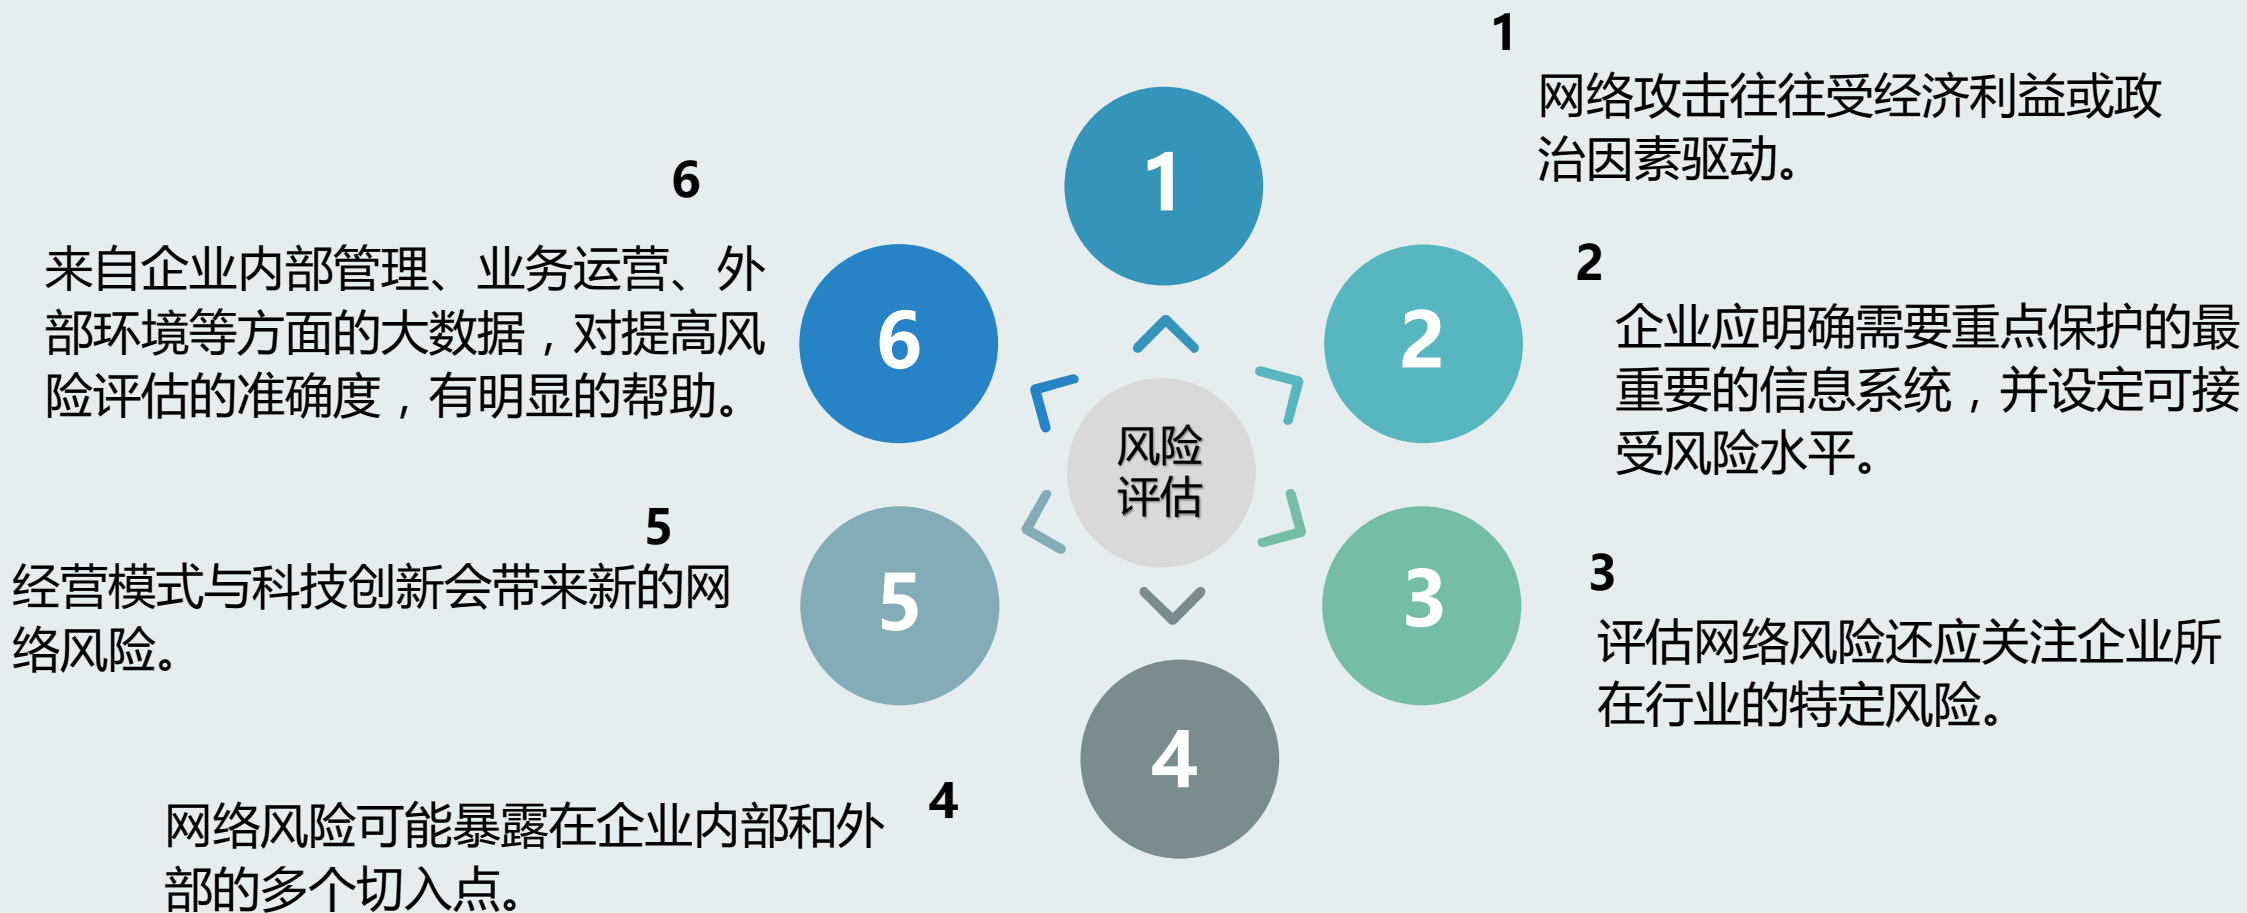 1
网络攻击往往受经济利益或政
治因素驱动。
2
企业应明确需要重点保护的最
重要的信息系统，并设定可接
受风险水平。
3
评估网络风险还应关注企业所
在行业的特定风险。
4
网络风险可能暴露在企业内部和外
部的多个切入点。
5
经营模式与科技创新会带来新的网
络风险。
6
来自企业内部管理、业务运营、外
部环境等方面的大数据，对提高风
险评估的准确度，有明显的帮助。
1
2
3
4
5
6
风险
评估